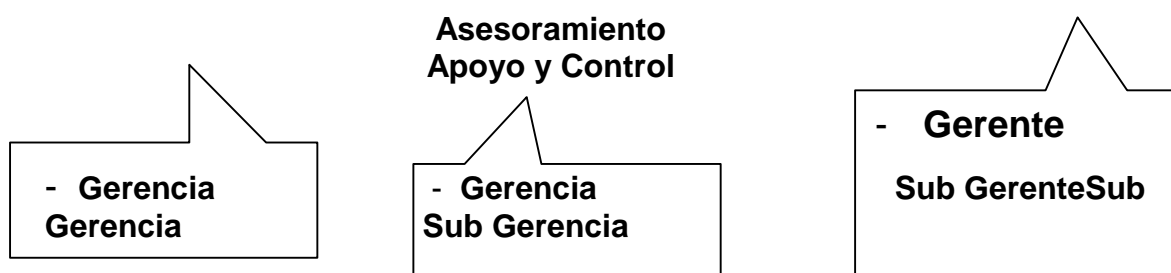 Asesoramiento
Apoyo y Control
- Gerencia
Gerencia
- Gerencia
Sub Gerencia
- Gerente
Sub GerenteSub